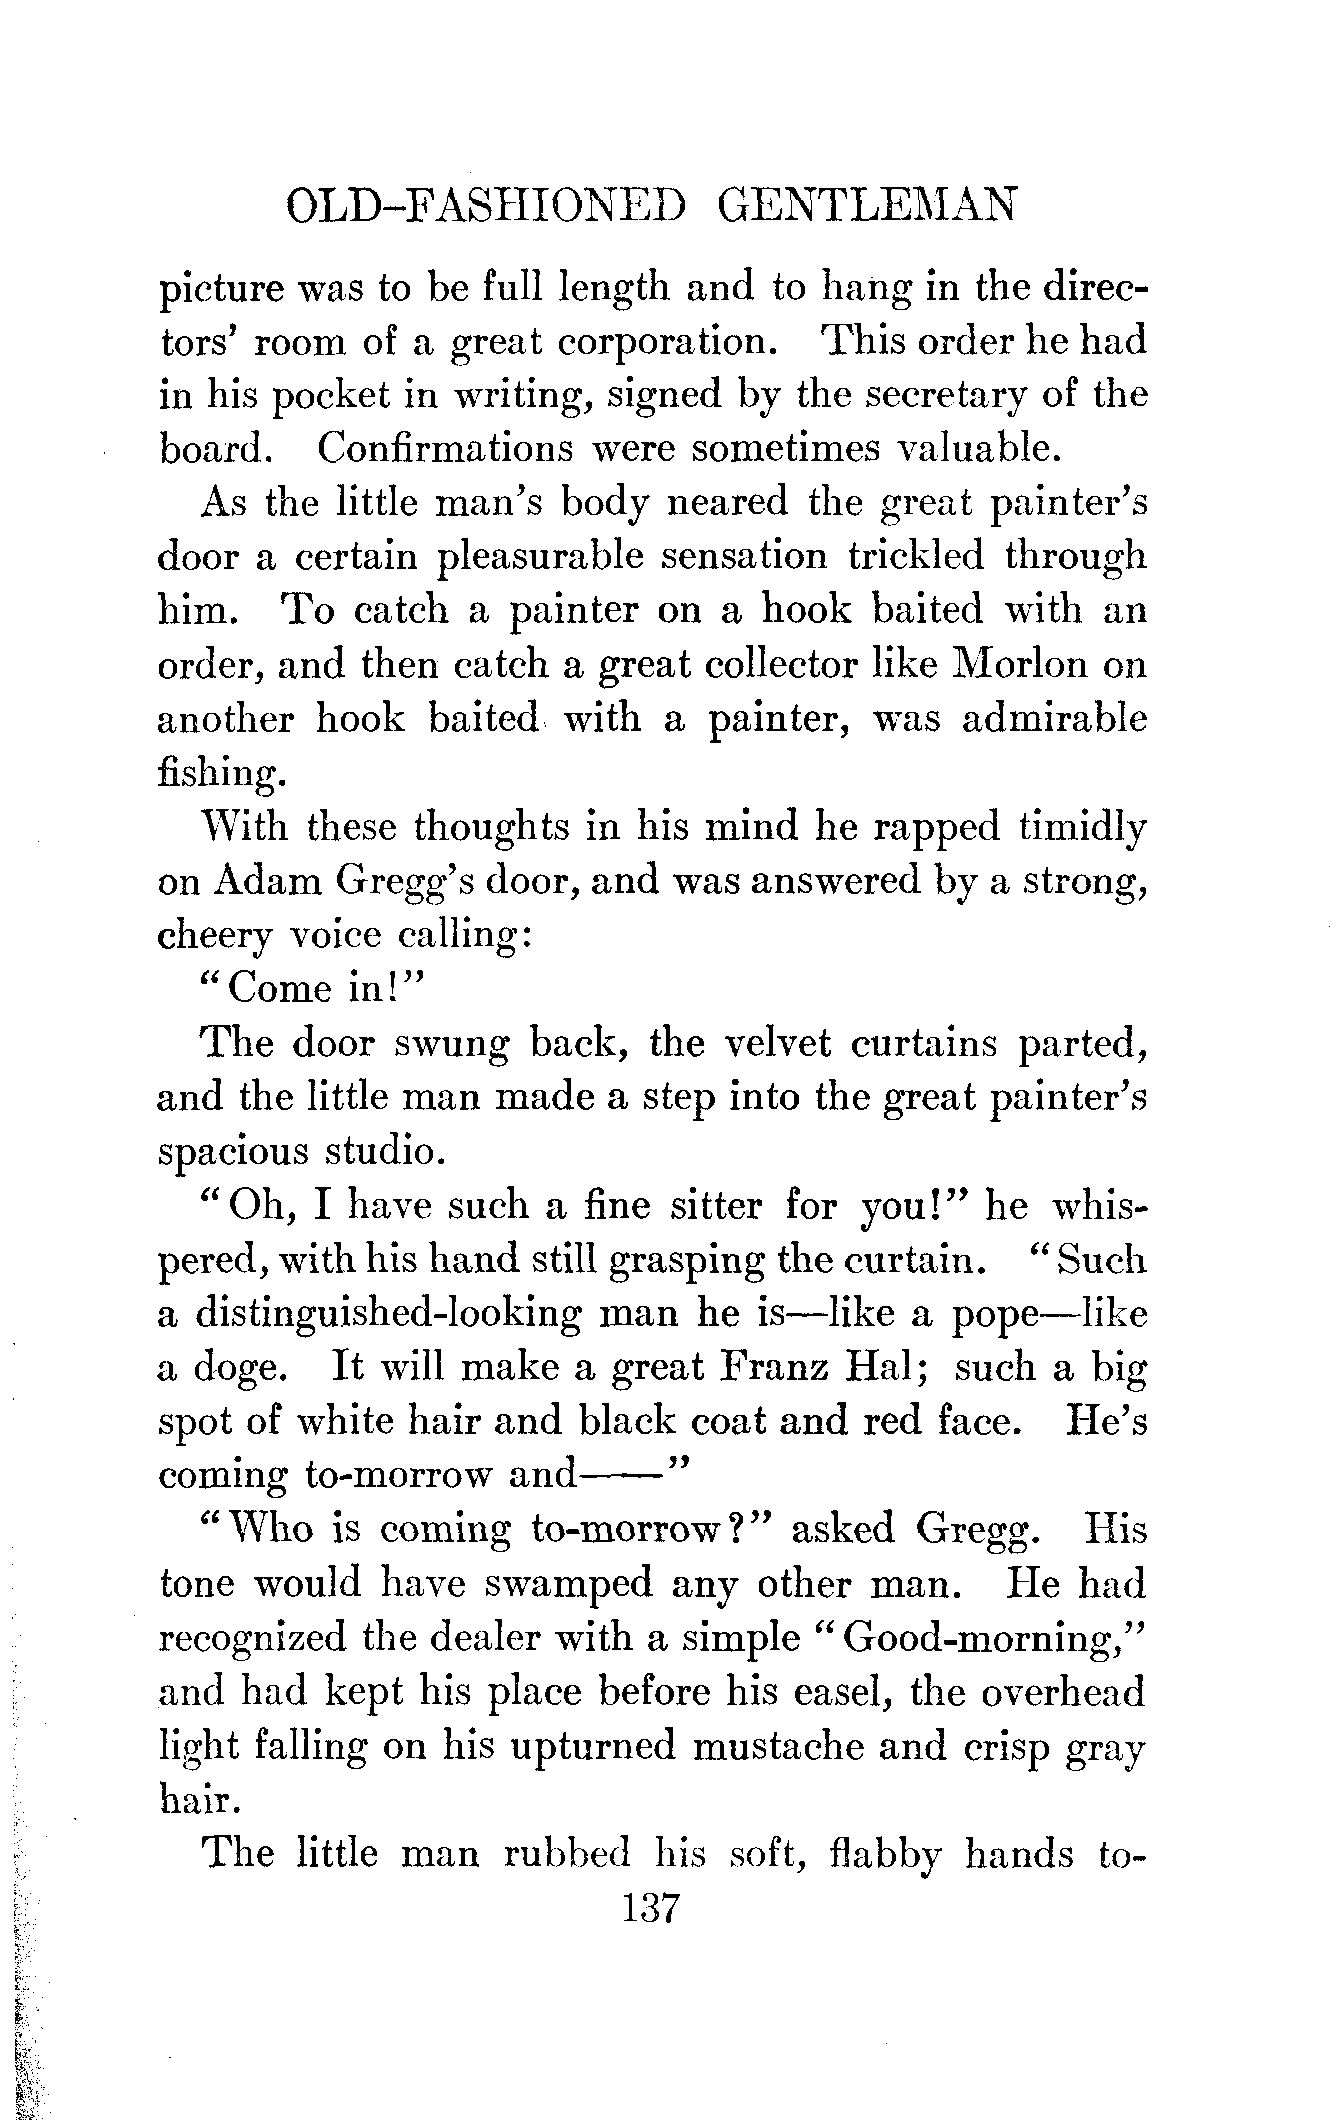 OLD-FASHIONED GENTLEMAN
picture was to be full length and to hang in the direc-
tors' room of a great corporation. This order he had
in his pocket in writing, signed by the secretary of the
board. Confirmations were sometimes valuable.
As the little man's body neared the great painter's
door a certain pleasurable sensation trickled through
him. To catch a painter on a hook baited with an
order, and then catch a great collector like Morlon on
another hook baited with a painter, was admirable
fishing.
With these thoughts in his mind he rapped timidly
on Adam Gregg's door, and was answered by a strong,
cheery voice calling:
"Come in!"
The door swung back, the velvet curtains parted,
and the little man made a step into the great painter's
spacious studio.
"Oh, I have such a fine sitter for you!" he whis-
pered, with his hand still grasping the curtain. "Such
a distinguished-looking man he is—like a pope—like
a doge. It will make a great Franz Hal; such a big
spot of white hair and black coat and red face. He's
coming to-morrow and——"
"Who is coming to-morrow?" asked Gregg. His
tone would have swamped any other man. He had
recognized the dealer with a simple "Good-morning,"
and had kept his place before his easel, the overhead
light falling on his upturned mustache and crisp gray
hair.
The little man rubbed his soft, flabby hands to-
137